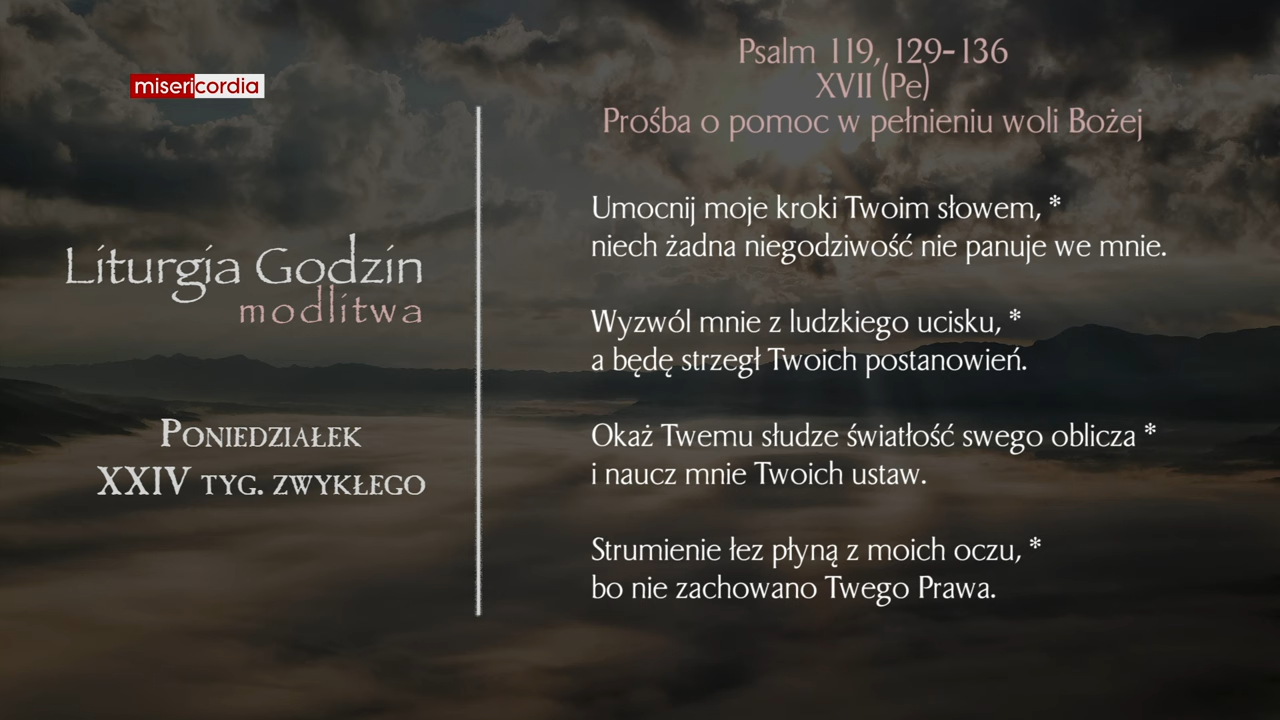 misericordia
Liturgia Godzin
modlitwa
Poniedziałek
XXIV tyg. zwykłego
Psalm 119, 129-136
XVII (Pe)
Prośba o pomoc w pełnieniu woli Bożej
Umocnij moje kroki Twoim słowem, *
niech żadna niegodziwość nie panuje we mnie.
Wyzwól mnie z ludzkiego ucisku, *
a będę strzegł Twoich postanowień.
Okaż Twemu słudze światłość swego oblicza *
i naucz mnie Twoich ustaw.
Strumienie łez płyną z moich oczu, *
bo nie zachowano Twego Prawa.